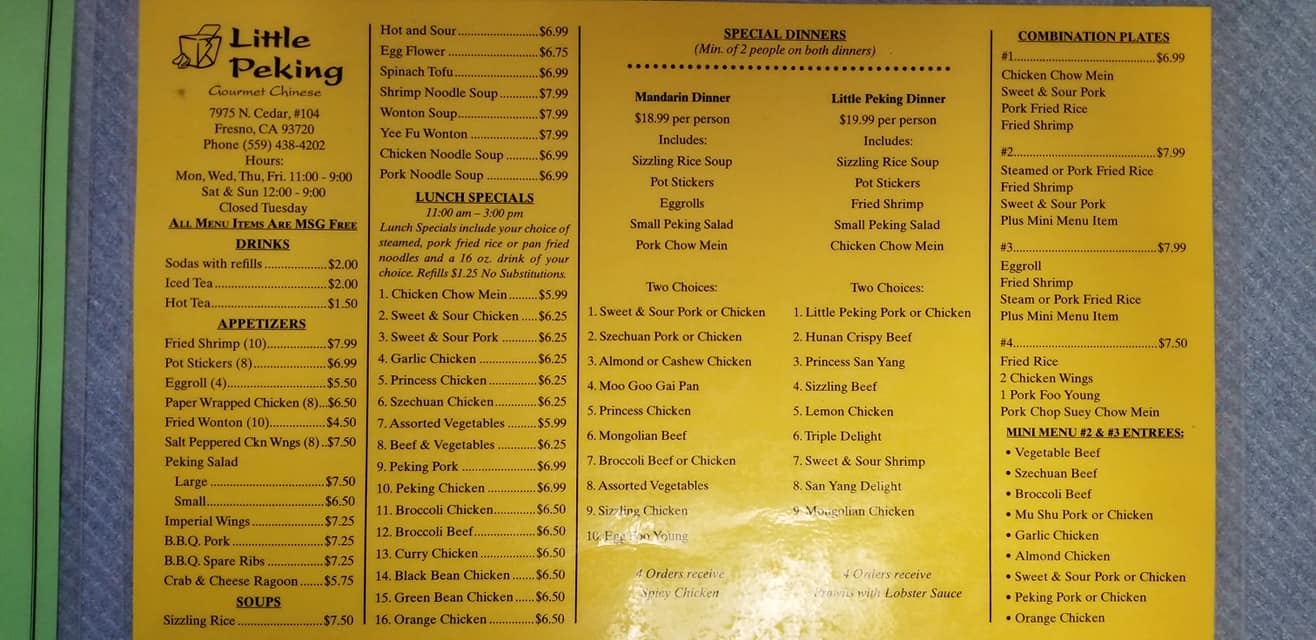 Little
Peking
Gourmet Chinese
7975 N. Cedar, #104
Fresno, CA 93720
Phone (559) 438-4202
Hours:
Mon, Wed, Thu, Fri. 11:00 - 9:00
Sat & Sun 12:00 - 9:00
Closed Tuesday
ALL MENU ITEMS ARE MSG FREE
DRINKS
Sodas with refills ...................$2.00
Iced Tea ...............................$2.00
Hot Tea................................$1.50
APPETIZERS
Fried Shrimp (10)..................$7.99
Pot Stickers (8)......................$6.99
Eggroll (4)............................$5.50
Paper Wrapped Chicken (8)...$6.50
Fried Wonton (10).................$4.50
Salt Peppered Ckn Wngs (8) ..$7.50
Peking Salad
Large ................................$7.50
Small.................................$6.50
Imperial Wings .....................$7.25
B.B.Q. Pork .........................$7.25
B.B.Q. Spare Ribs .................$7.25
Crab & Cheese Ragoon .......$5.75
SOUPS
Sizzling Rice .........................$7.50
Hot and Sour........................$6.99
Egg Flower ..........................$6.75
Spinach Tofu.........................$6.99
Shrimp Noodle Soup...........$7.99
Wonton Soup.......................$7.99
Yee Fu Wonton ....................$7.99
Chicken Noodle Soup .........$6.99
Pork Noodle Soup ...............$6.99
LUNCH SPECIALS
11:00 am – 3:00 pm
Lunch Specials include your choice of
steamed, pork fried rice or pan fried
noodles and a 16 oz. drink of your
choice. Refills $1.25 No Substitutions.
1. Chicken Chow Mein.........$5.99
2. Sweet & Sour Chicken .....$6.25
3. Sweet & Sour Pork ...........$6.25
4. Garlic Chicken .................$6.25
5. Princess Chicken...............$6.25
6. Szechuan Chicken.............$6.25
7. Assorted Vegetables .........$5.99
8. Beef & Vegetables ............$6.25
9. Peking Pork ......................$6.99
10. Peking Chicken ..............$6.99
11. Broccoli Chicken.............$6.50
12. Broccoli Beef...................$6.50
13. Curry Chicken .................$6.50
14. Black Bean Chicken .......$6.50
15. Green Bean Chicken ......$6.50
16. Orange Chicken .............$6.50
SPECIAL DINNERS
(Min. of 2 people on both dinners)
Mandarin Dinner
$18.99 per person
Includes:
Sizzling Rice Soup
Pot Stickers
Eggrolls
Small Peking Salad
Pork Chow Mein
Two Choices:
1. Sweet & Sour Pork or Chicken
2. Szechuan Pork or Chicken
3. Almond or Cashew Chicken
4. Moo Goo Gai Pan
5. Princess Chicken
6. Mongolian Beef
7. Broccoli Beef or Chicken
8. Assorted Vegetables
9. Sizzling Chicken
10. Egg Foo Young
4 Orders receive
Spicy Chicken
Little Peking Dinner
$19.99 per person
Includes:
Sizzling Rice Soup
Pot Stickers
Fried Shrimp
Small Peking Salad
Chicken Chow Mein
Two Choices:
1. Little Peking Pork or Chicken
2. Hunan Crispy Beef
3. Princess San Yang
4. Sizzling Beef
5. Lemon Chicken
6. Triple Delight
7. Sweet & Sour Shrimp
8. San Yang Delight
9. Mongolian Chicken
4 Orders receive
Prawns with Lobster Sauce
COMBINATION PLATES
#1..........................................$6.99
Chicken Chow Mein
Sweet & Sour Pork
Pork Fried Rice
Fried Shrimp
#2..........................................$7.99
Steamed or Pork Fried Rice
Fried Shrimp
Sweet & Sour Pork
Plus Mini Menu Item
#3..........................................$7.99
Eggroll
Fried Shrimp
Steam or Pork Fried Rice
Plus Mini Menu Item
#4..........................................$7.50
Fried Rice
2 Chicken Wings
1 Pork Foo Young
Pork Chop Suey Chow Mein
MINI MENU #2 & #3 ENTREES:
• Vegetable Beef
• Szechuan Beef
• Broccoli Beef
• Mu Shu Pork or Chicken
• Garlic Chicken
• Almond Chicken
• Sweet & Sour Pork or Chicken
• Peking Pork or Chicken
• Orange Chicken